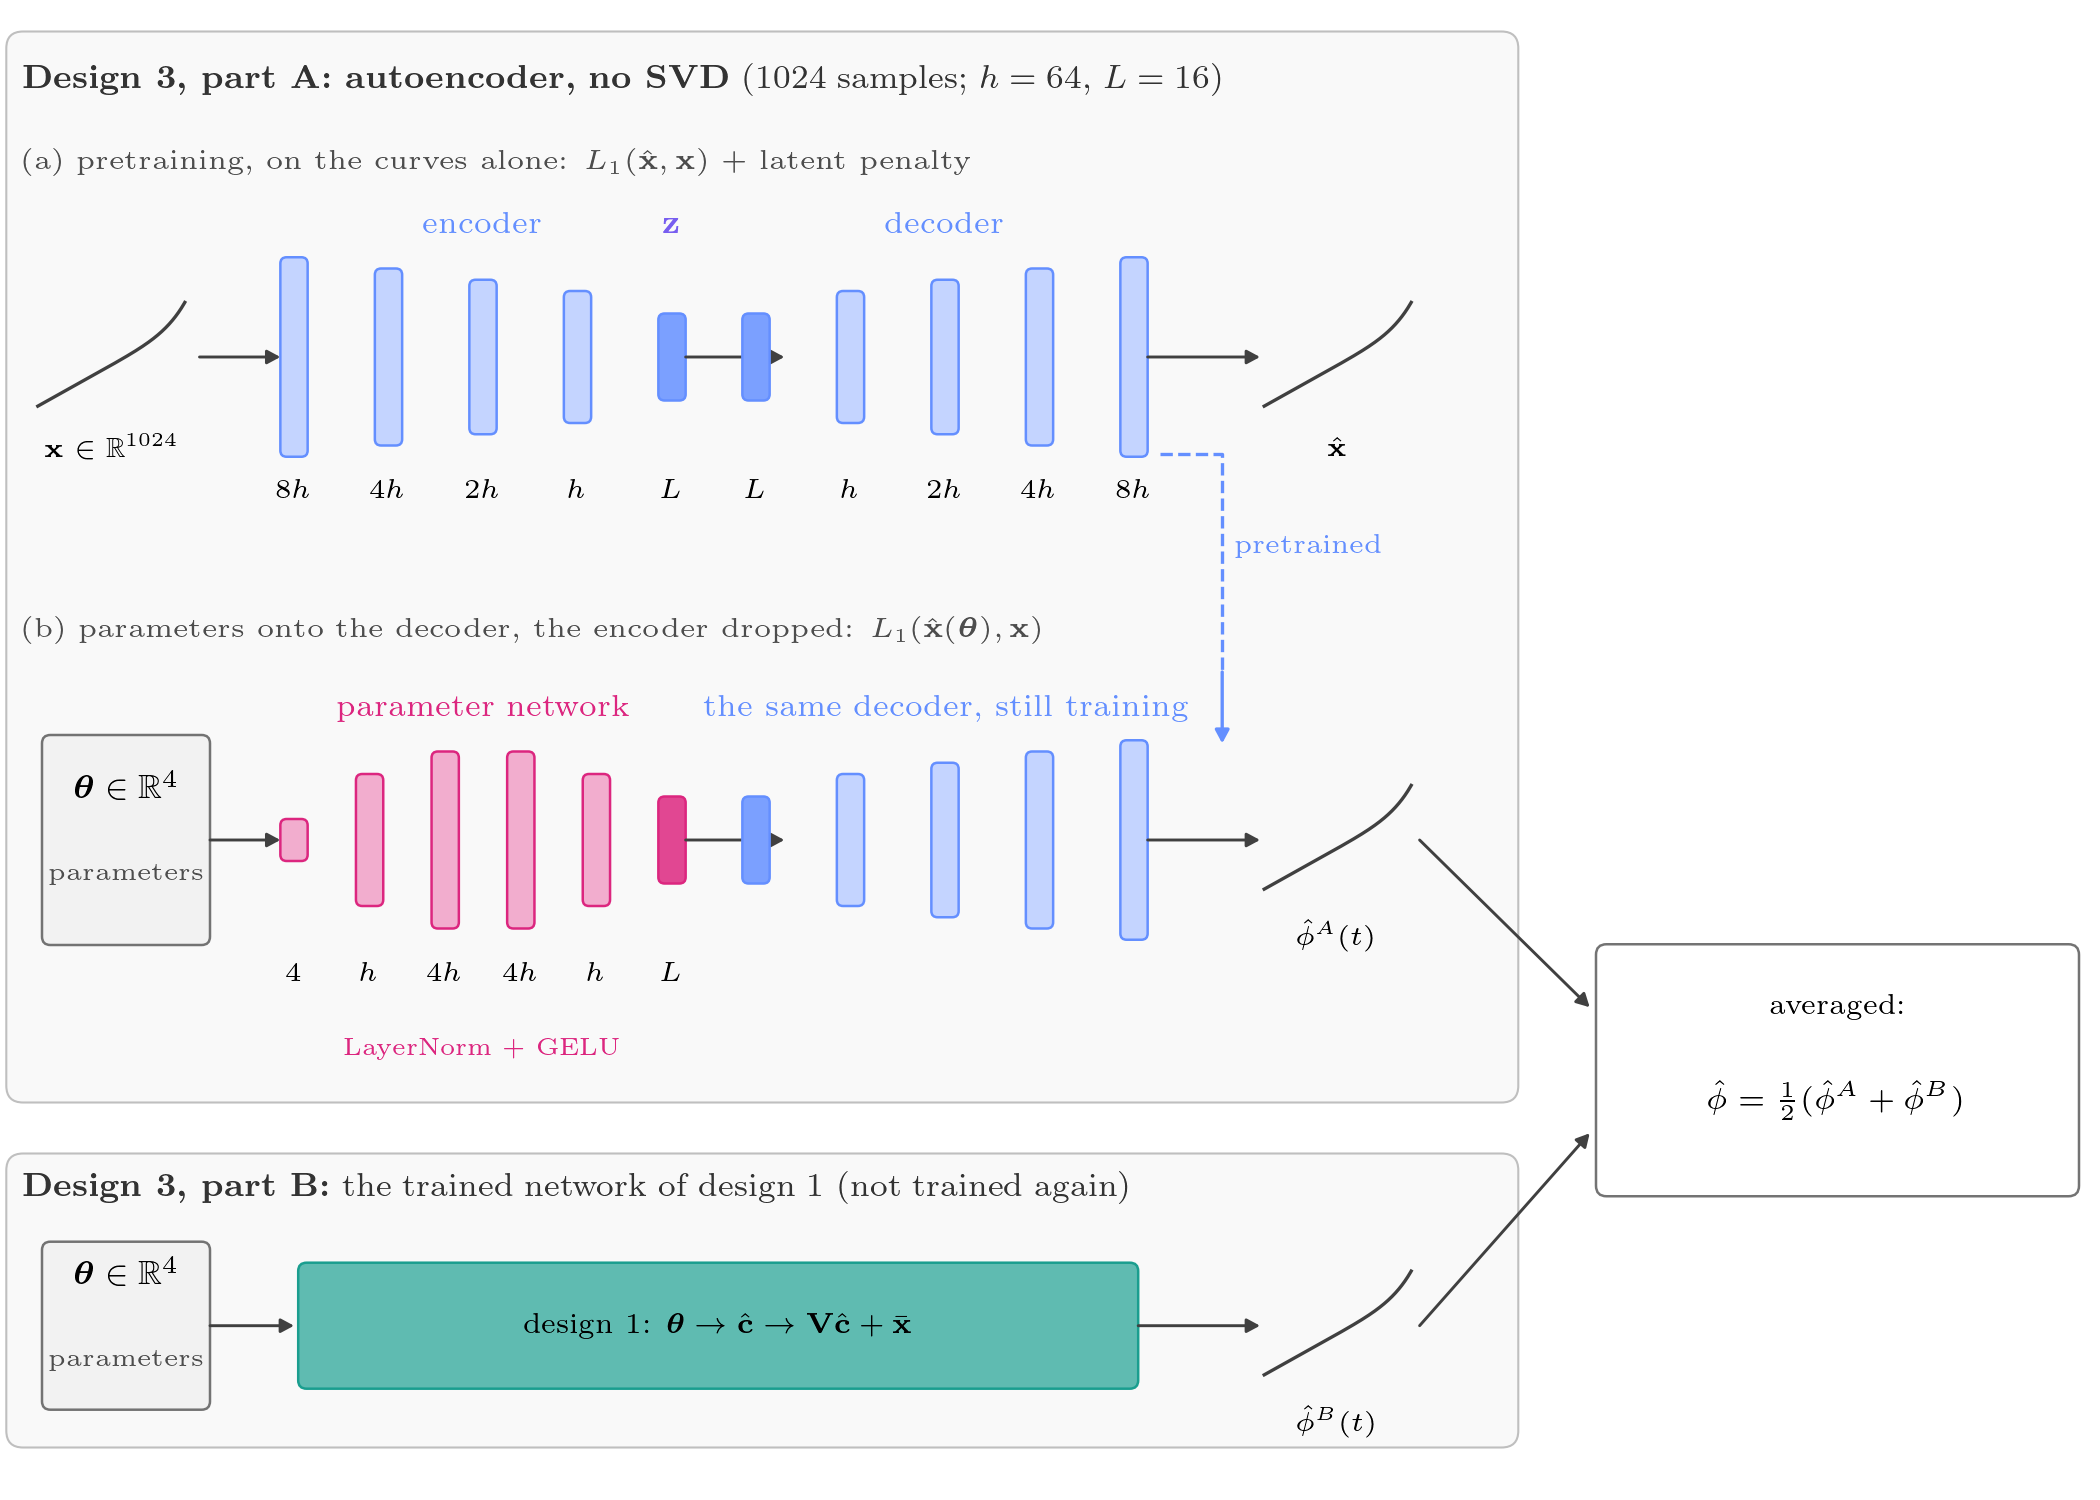 Design 3, part A: autoencoder, no SVD (1024 samples; h = 64, L = 16)
(a) pretraining, on the curves alone: L₁(x̂, x) + latent penalty
encoder z decoder
x ∈ ℝ¹⁰²⁴ x̂
8h 4h 2h h L L h 2h 4h 8h
pretrained
(b) parameters onto the decoder, the encoder dropped: L₁(x̂(θ), x)
parameter network the same decoder, still training
θ ∈ ℝ⁴
parameters
φ̂ᴬ(t)
4 h 4h 4h h L
LayerNorm + GELU
averaged:
φ̂ = ½(φ̂ᴬ + φ̂ᴮ)
Design 3, part B: the trained network of design 1 (not trained again)
θ ∈ ℝ⁴
parameters
design 1: θ → ĉ → Vĉ + x̄
φ̂ᴮ(t)